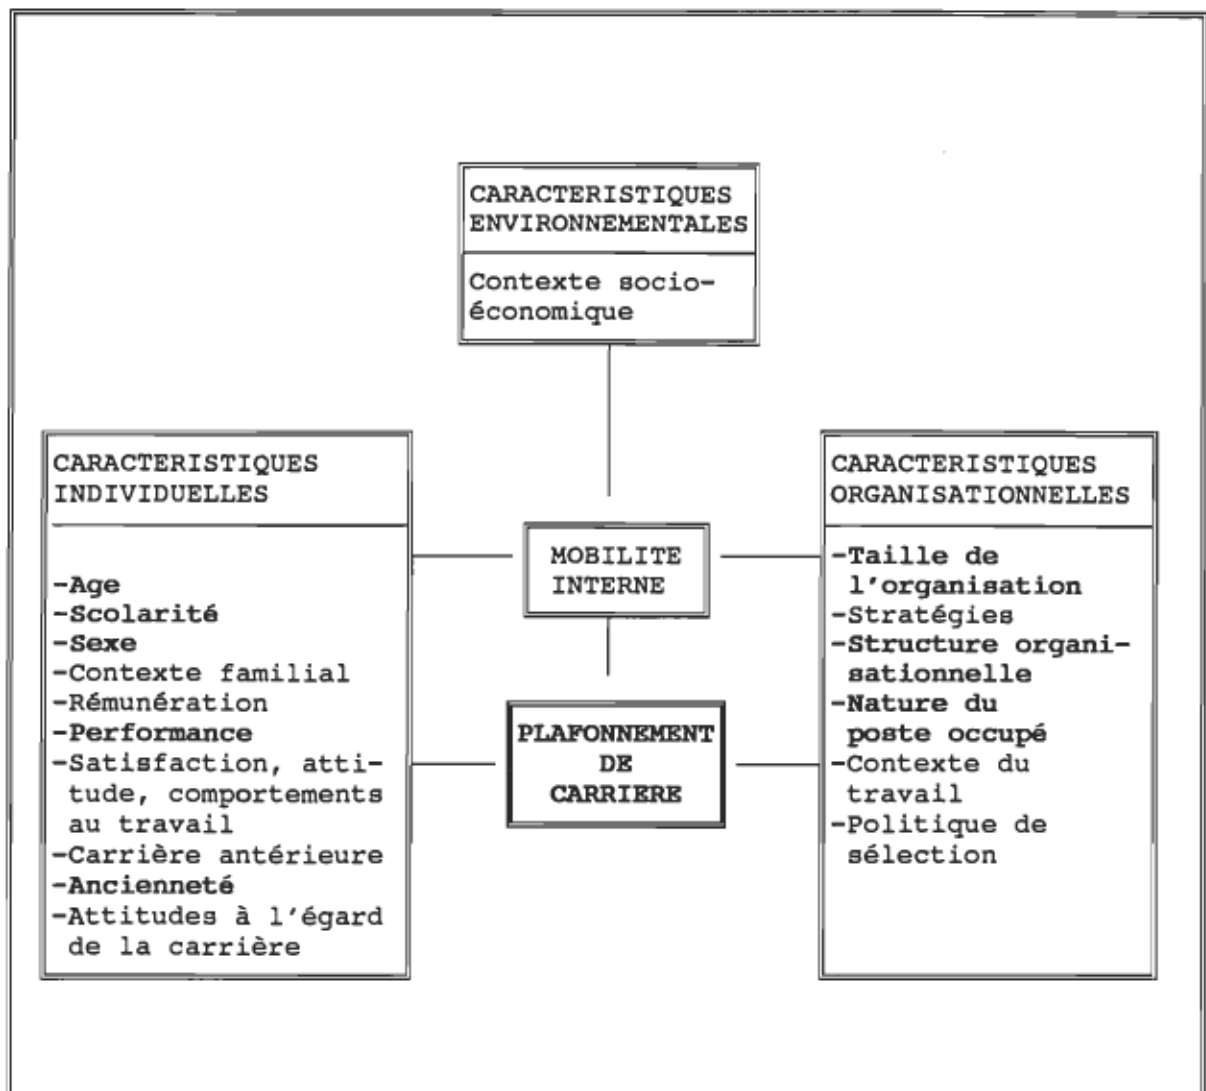 CARACTERISTIQUES
ENVIRONNEMENTALES
Contexte socio-
économique
CARACTERISTIQUES
INDIVIDUELLES
-Age
-Scolarité
-Sexe
-Contexte familial
-Rémunération
-Performance
-Satisfaction, atti-
tude, comportements
au travail
-Carrière antérieure
-Ancienneté
-Attitudes à l'égard
de la carrière
MOBILITE
INTERNE
PLAFONNEMENT
DE
CARRIERE
CARACTERISTIQUES
ORGANISATIONNELLES
-Taille de
l'organisation
-Stratégies
-Structure organi-
sationnelle
-Nature du
poste occupé
-Contexte du
travail
-Politique de
sélection